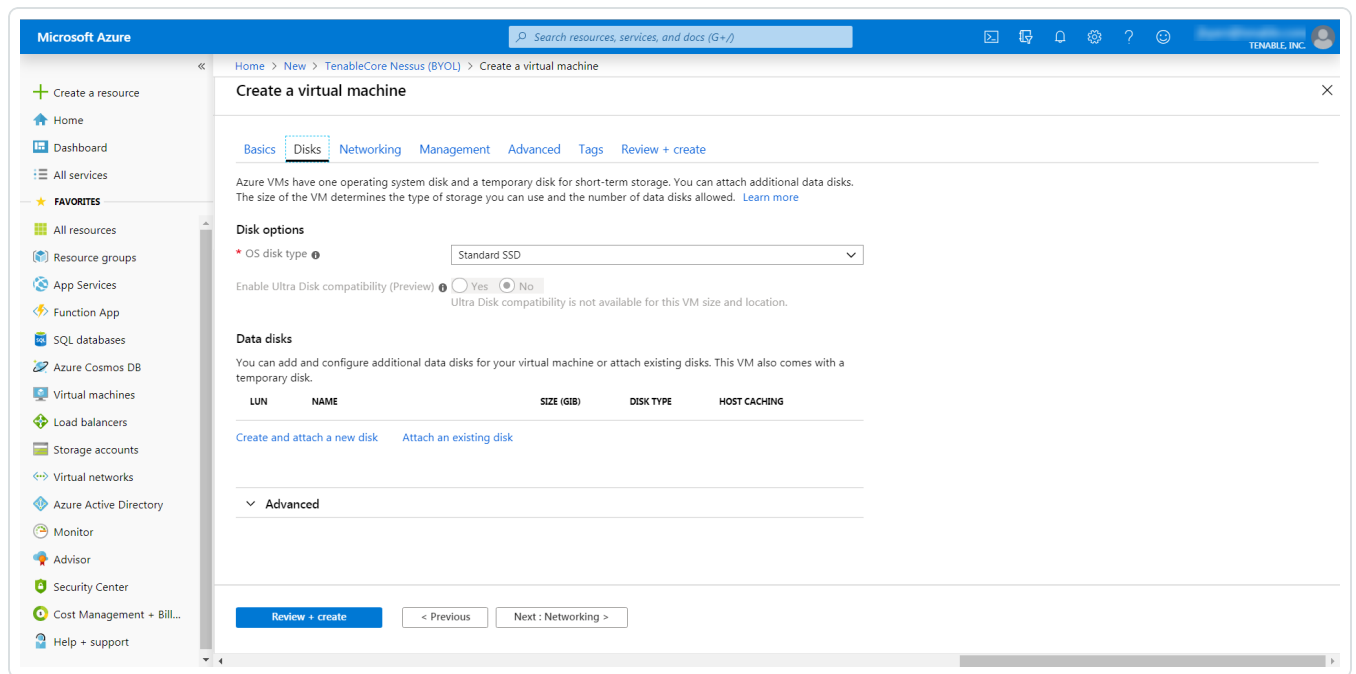 Microsoft Azure
Search resources, services, and docs (G+/)
TENABLE, INC.
Home > New > TenableCore Nessus (BYOL) > Create a virtual machine
Create a virtual machine
Create a resource
Home
Dashboard
All services
FAVORITES
All resources
Resource groups
App Services
Function App
SQL databases
Azure Cosmos DB
Virtual machines
Load balancers
Storage accounts
Virtual networks
Azure Active Directory
Monitor
Advisor
Security Center
Cost Management + Bill...
Help + support
Basics Disks Networking Management Advanced Tags Review + create
Azure VMs have one operating system disk and a temporary disk for short-term storage. You can attach additional data disks.
The size of the VM determines the type of storage you can use and the number of data disks allowed. Learn more
Disk options
* OS disk type Standard SSD
Enable Ultra Disk compatibility (Preview) Yes No
Ultra Disk compatibility is not available for this VM size and location.
Data disks
You can add and configure additional data disks for your virtual machine or attach existing disks. This VM also comes with a
temporary disk.
LUN NAME SIZE (GIB) DISK TYPE HOST CACHING
Create and attach a new disk Attach an existing disk
Advanced
Review + create < Previous Next : Networking >